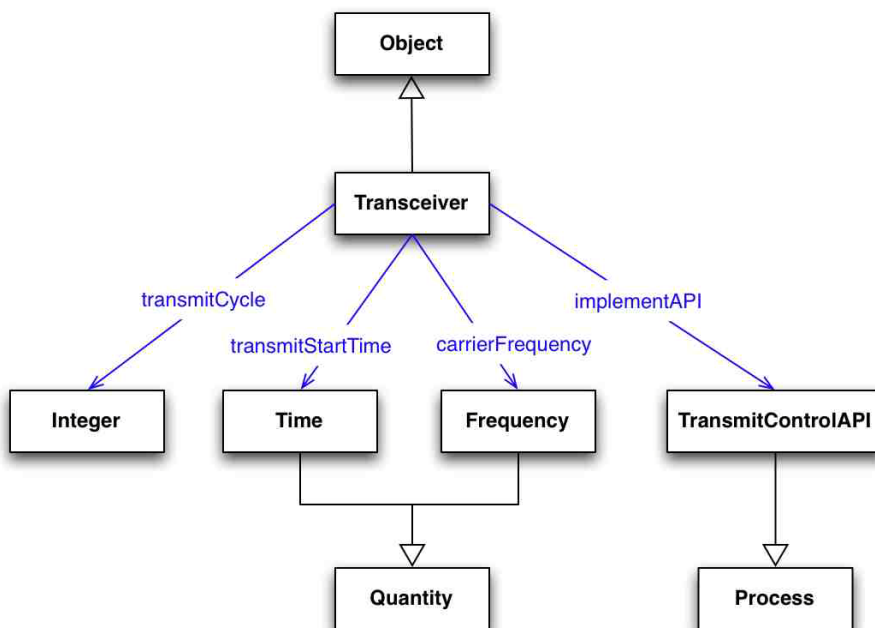 Object
Transceiver
transmitCycle
implementAPI
transmitStartTime
carrierFrequency
Integer
Time
Frequency
TransmitControlAPI
Quantity
Process